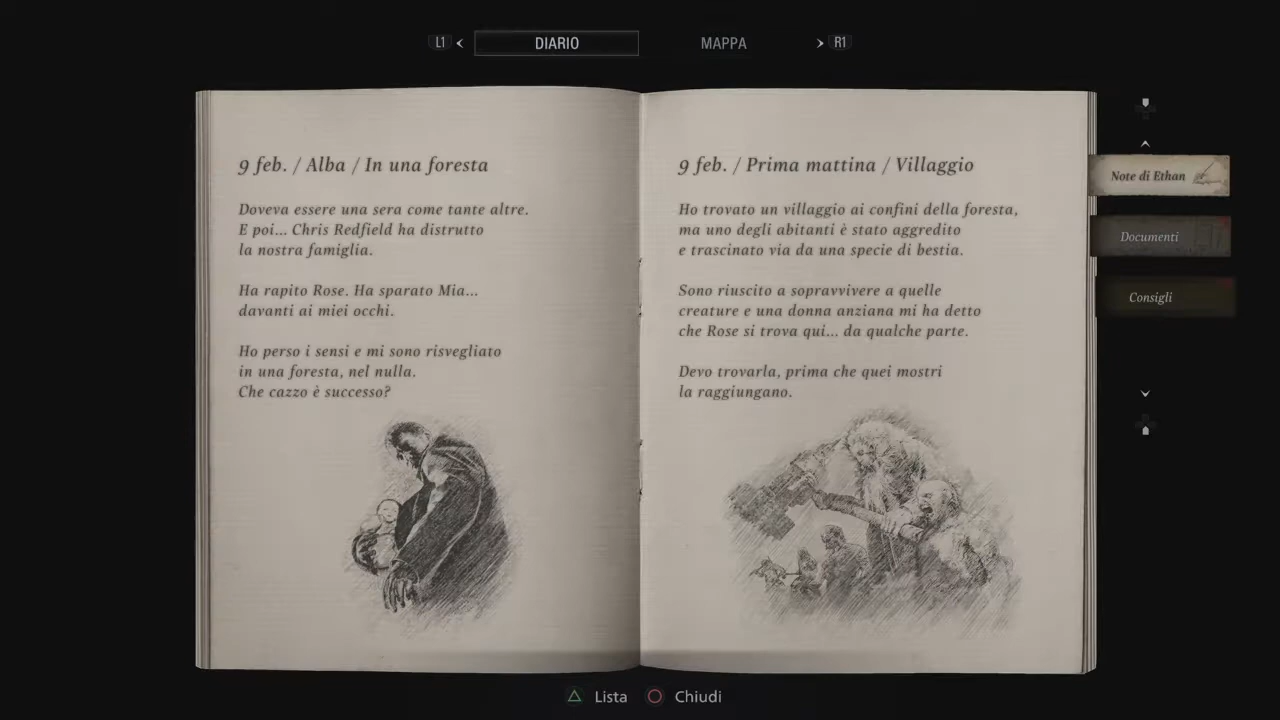 L1 DIARIO MAPPA R1
9 feb. / Alba / In una foresta
Doveva essere una sera come tante altre.
E poi... Chris Redfield ha distrutto
la nostra famiglia.
Ha rapito Rose. Ha sparato Mia...
davanti ai miei occhi.
Ho perso i sensi e mi sono risvegliato
in una foresta, nel nulla.
Che cazzo è successo?
9 feb. / Prima mattina / Villaggio
Ho trovato un villaggio ai confini della foresta,
ma uno degli abitanti è stato aggredito
e trascinato via da una specie di bestia.
Sono riuscito a sopravvivere a quelle
creature e una donna anziana mi ha detto
che Rose si trova qui... da qualche parte.
Devo trovarla, prima che quei mostri
la raggiungano.
Note di Ethan
Documenti
Consigli
Lista Chiudi